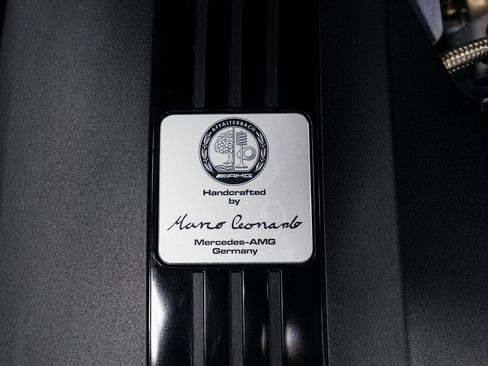 AFFALTERBACH
AMG
Handcrafted
by
Marco Leonardo
Mercedes-AMG
Germany